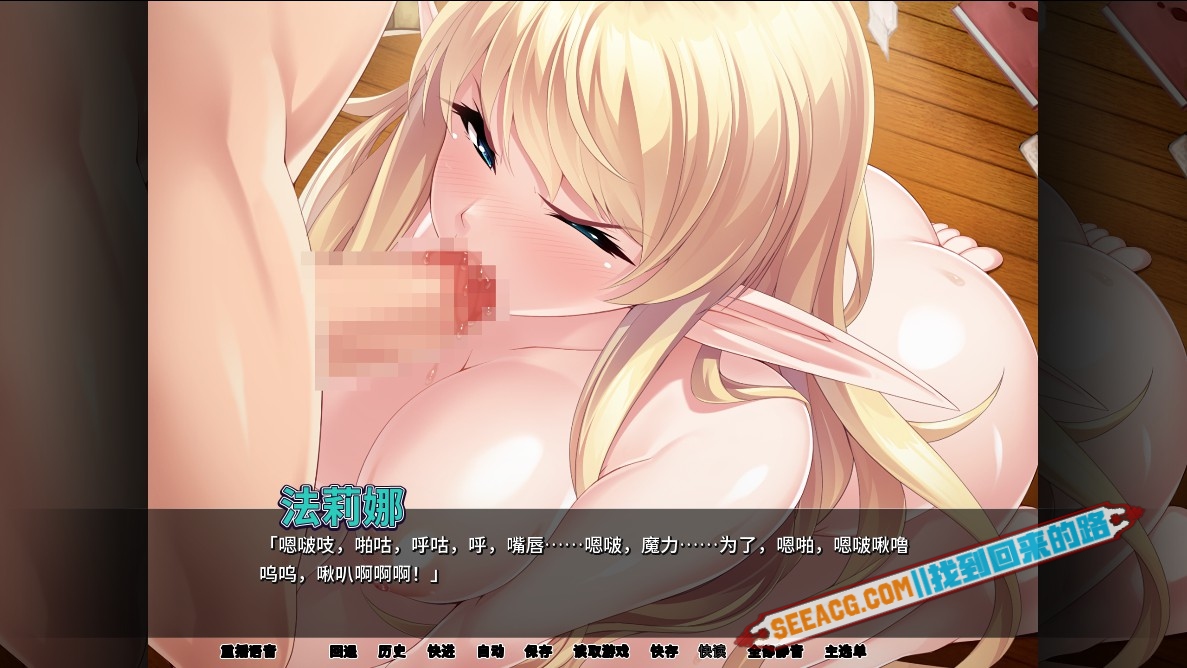 法莉娜
「嗯啵吱，啪咕，呼咕，呼，嘴唇……嗯啵，魔力……为了，嗯啪，嗯啵啾噜
呜呜，啾叭啊啊啊！」
SEEACG.COM||找到回来的路
重播语音 回退 历史 快进 自动 保存 读取游戏 快存 快读 全部静音 主选单